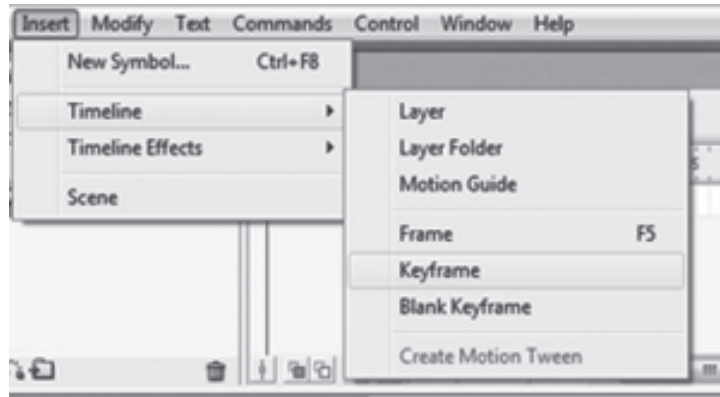 Insert Modify Text Commands Control Window Help
New Symbol... Ctrl+F8
Timeline
Timeline Effects
Scene
Layer
Layer Folder
Motion Guide
Frame F5
Keyframe
Blank Keyframe
Create Motion Tween